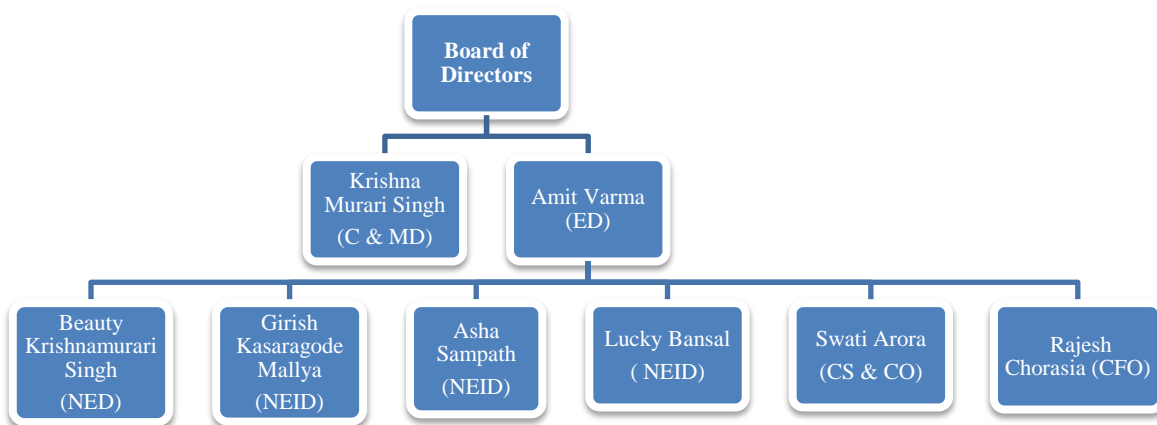 Board of
Directors
Krishna
Murari Singh
(C & MD)
Amit Varma
(ED)
Beauty
Krishnamurari
Singh
(NED)
Girish
Kasaragode
Mallya
(NEID)
Asha
Sampath
(NEID)
Lucky Bansal
( NEID)
Swati Arora
(CS & CO)
Rajesh
Chorasia (CFO)